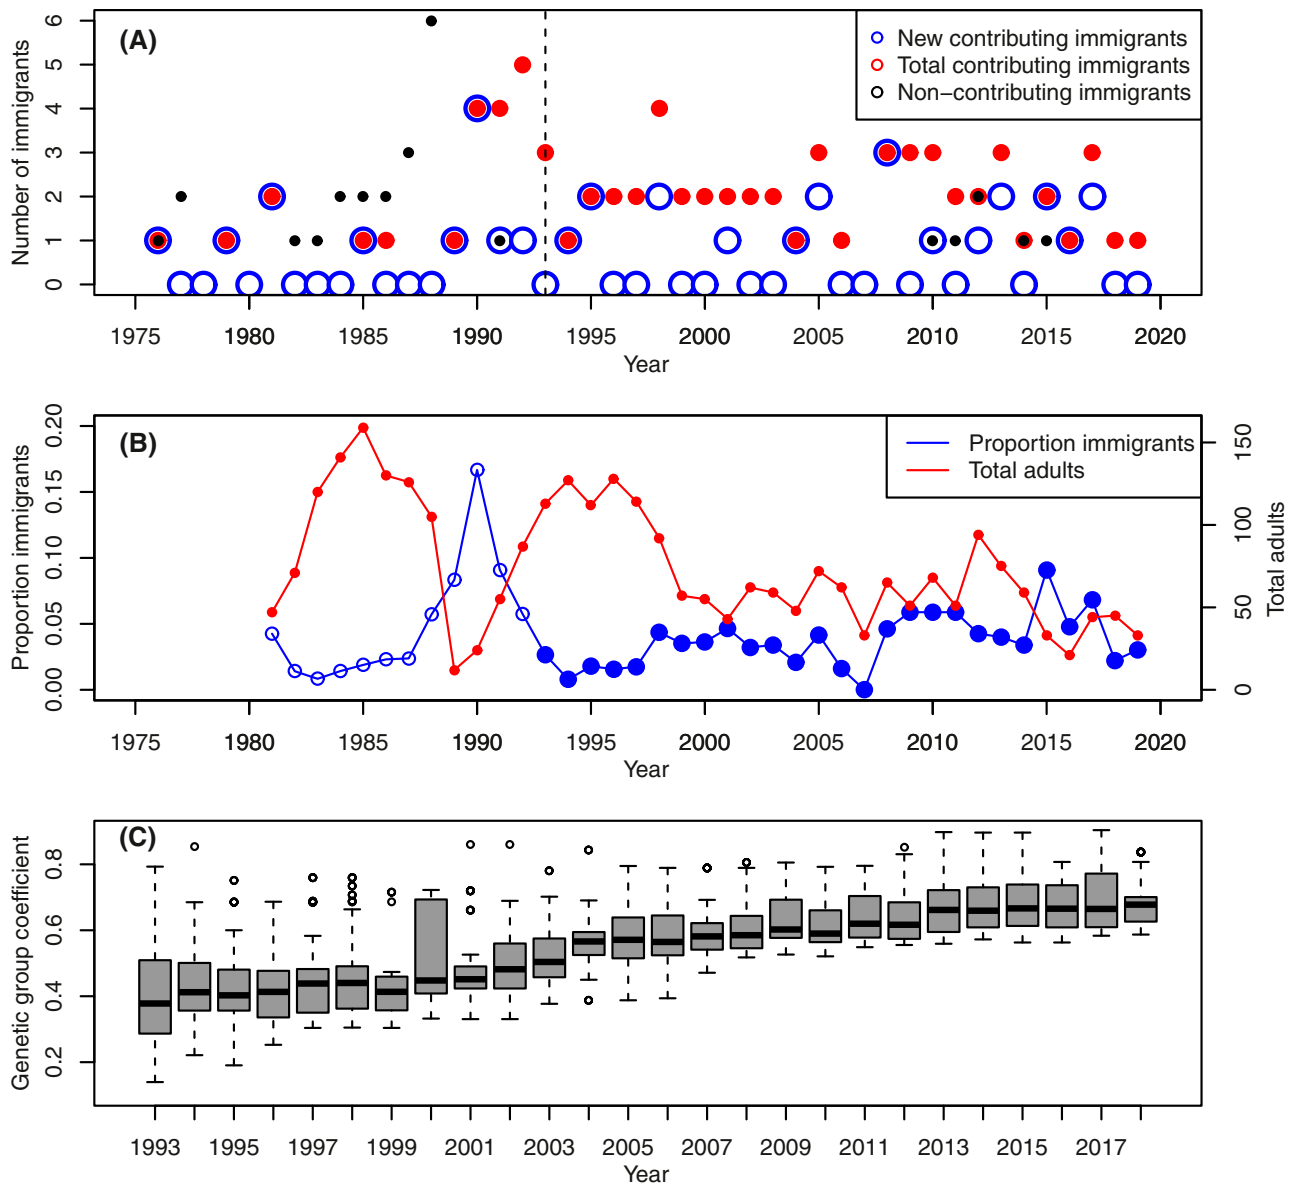 (A)
New contributing immigrants
Total contributing immigrants
Non−contributing immigrants
Number of immigrants
6
5
4
3
2
1
0
1975 1980 1985 1990 1995 2000 2005 2010 2015 2020
Year
(B)
Proportion immigrants
Total adults
Proportion immigrants
0.20
0.15
0.10
0.05
0.00
Total adults
150
100
50
0
1975 1980 1985 1990 1995 2000 2005 2010 2015 2020
Year
(C)
Genetic group coefficient
0.8
0.6
0.4
0.2
1993 1995 1997 1999 2001 2003 2005 2007 2009 2011 2013 2015 2017
Year